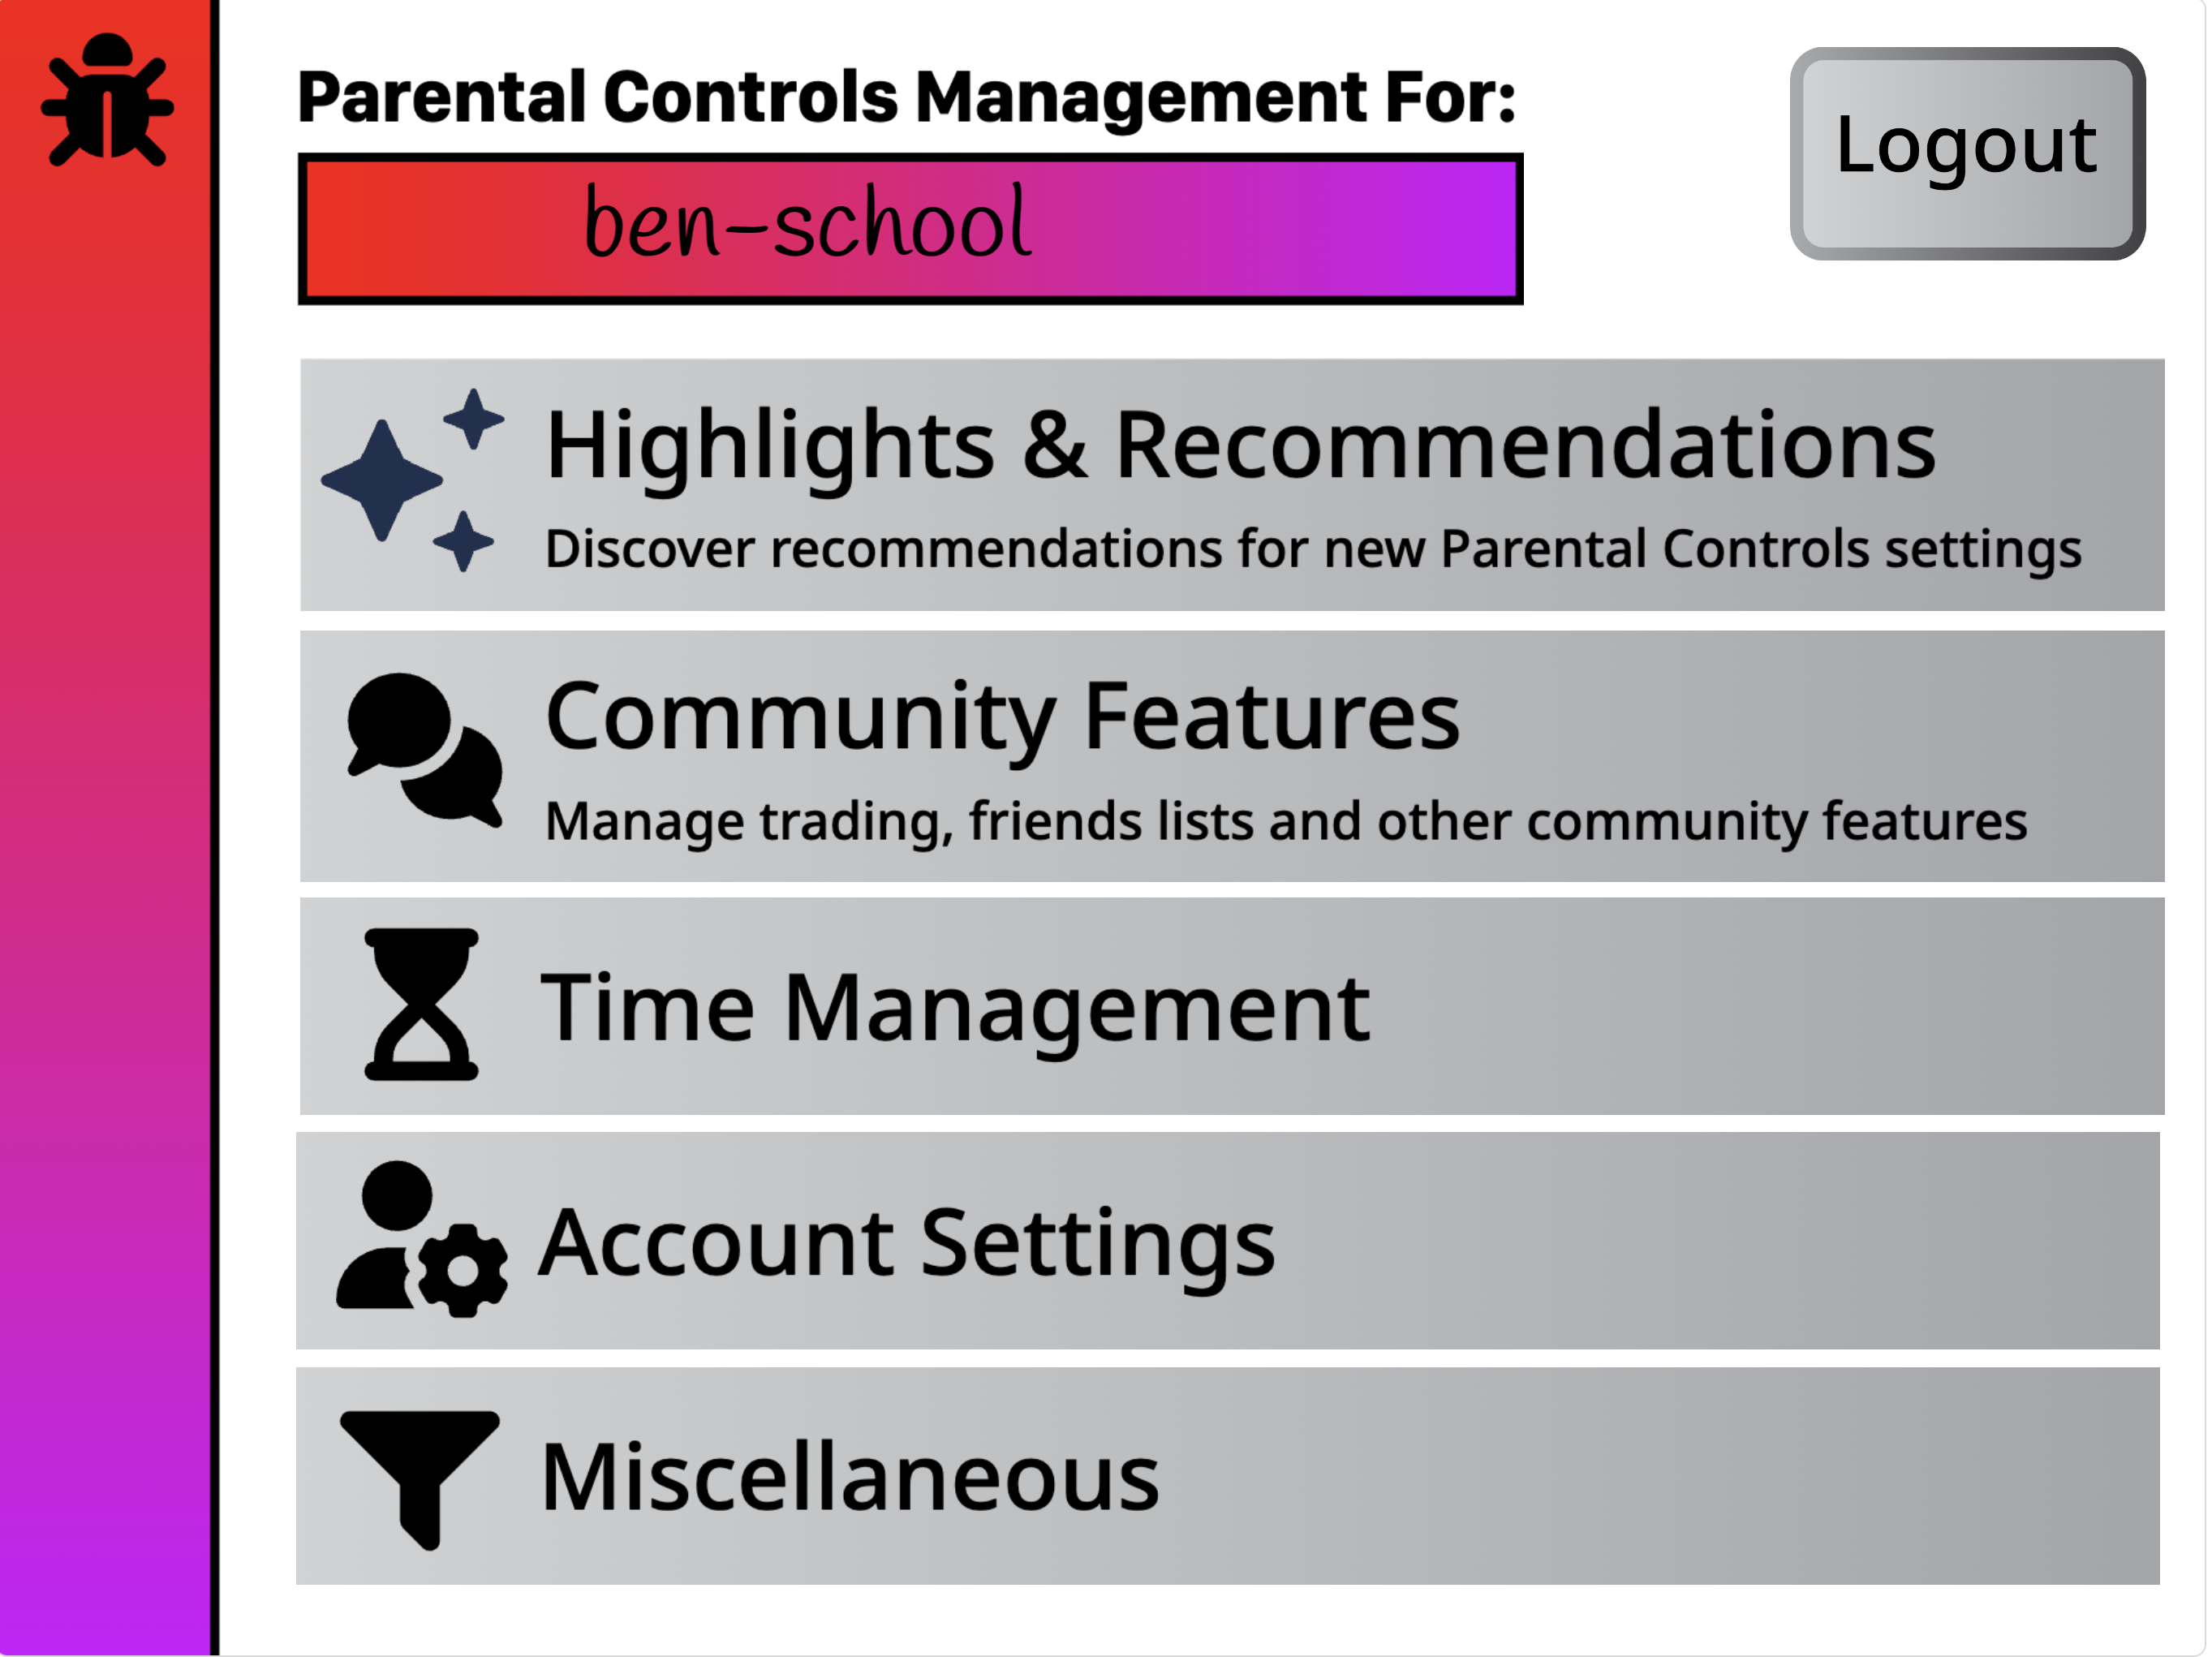 Parental Controls Management For:
Logout
ben-school
Highlights & Recommendations
Discover recommendations for new Parental Controls settings
Community Features
Manage trading, friends lists and other community features
Time Management
Account Settings
Miscellaneous